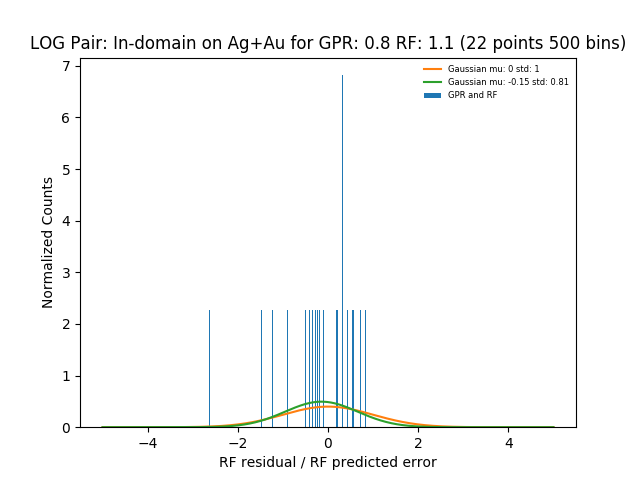 LOG Pair: In-domain on Ag+Au for GPR: 0.8 RF: 1.1 (22 points 500 bins)
Gaussian mu: 0 std: 1
Gaussian mu: -0.15 std: 0.81
GPR and RF
Normalized Counts
7
6
5
4
3
2
1
0
−4 −2 0 2 4
RF residual / RF predicted error